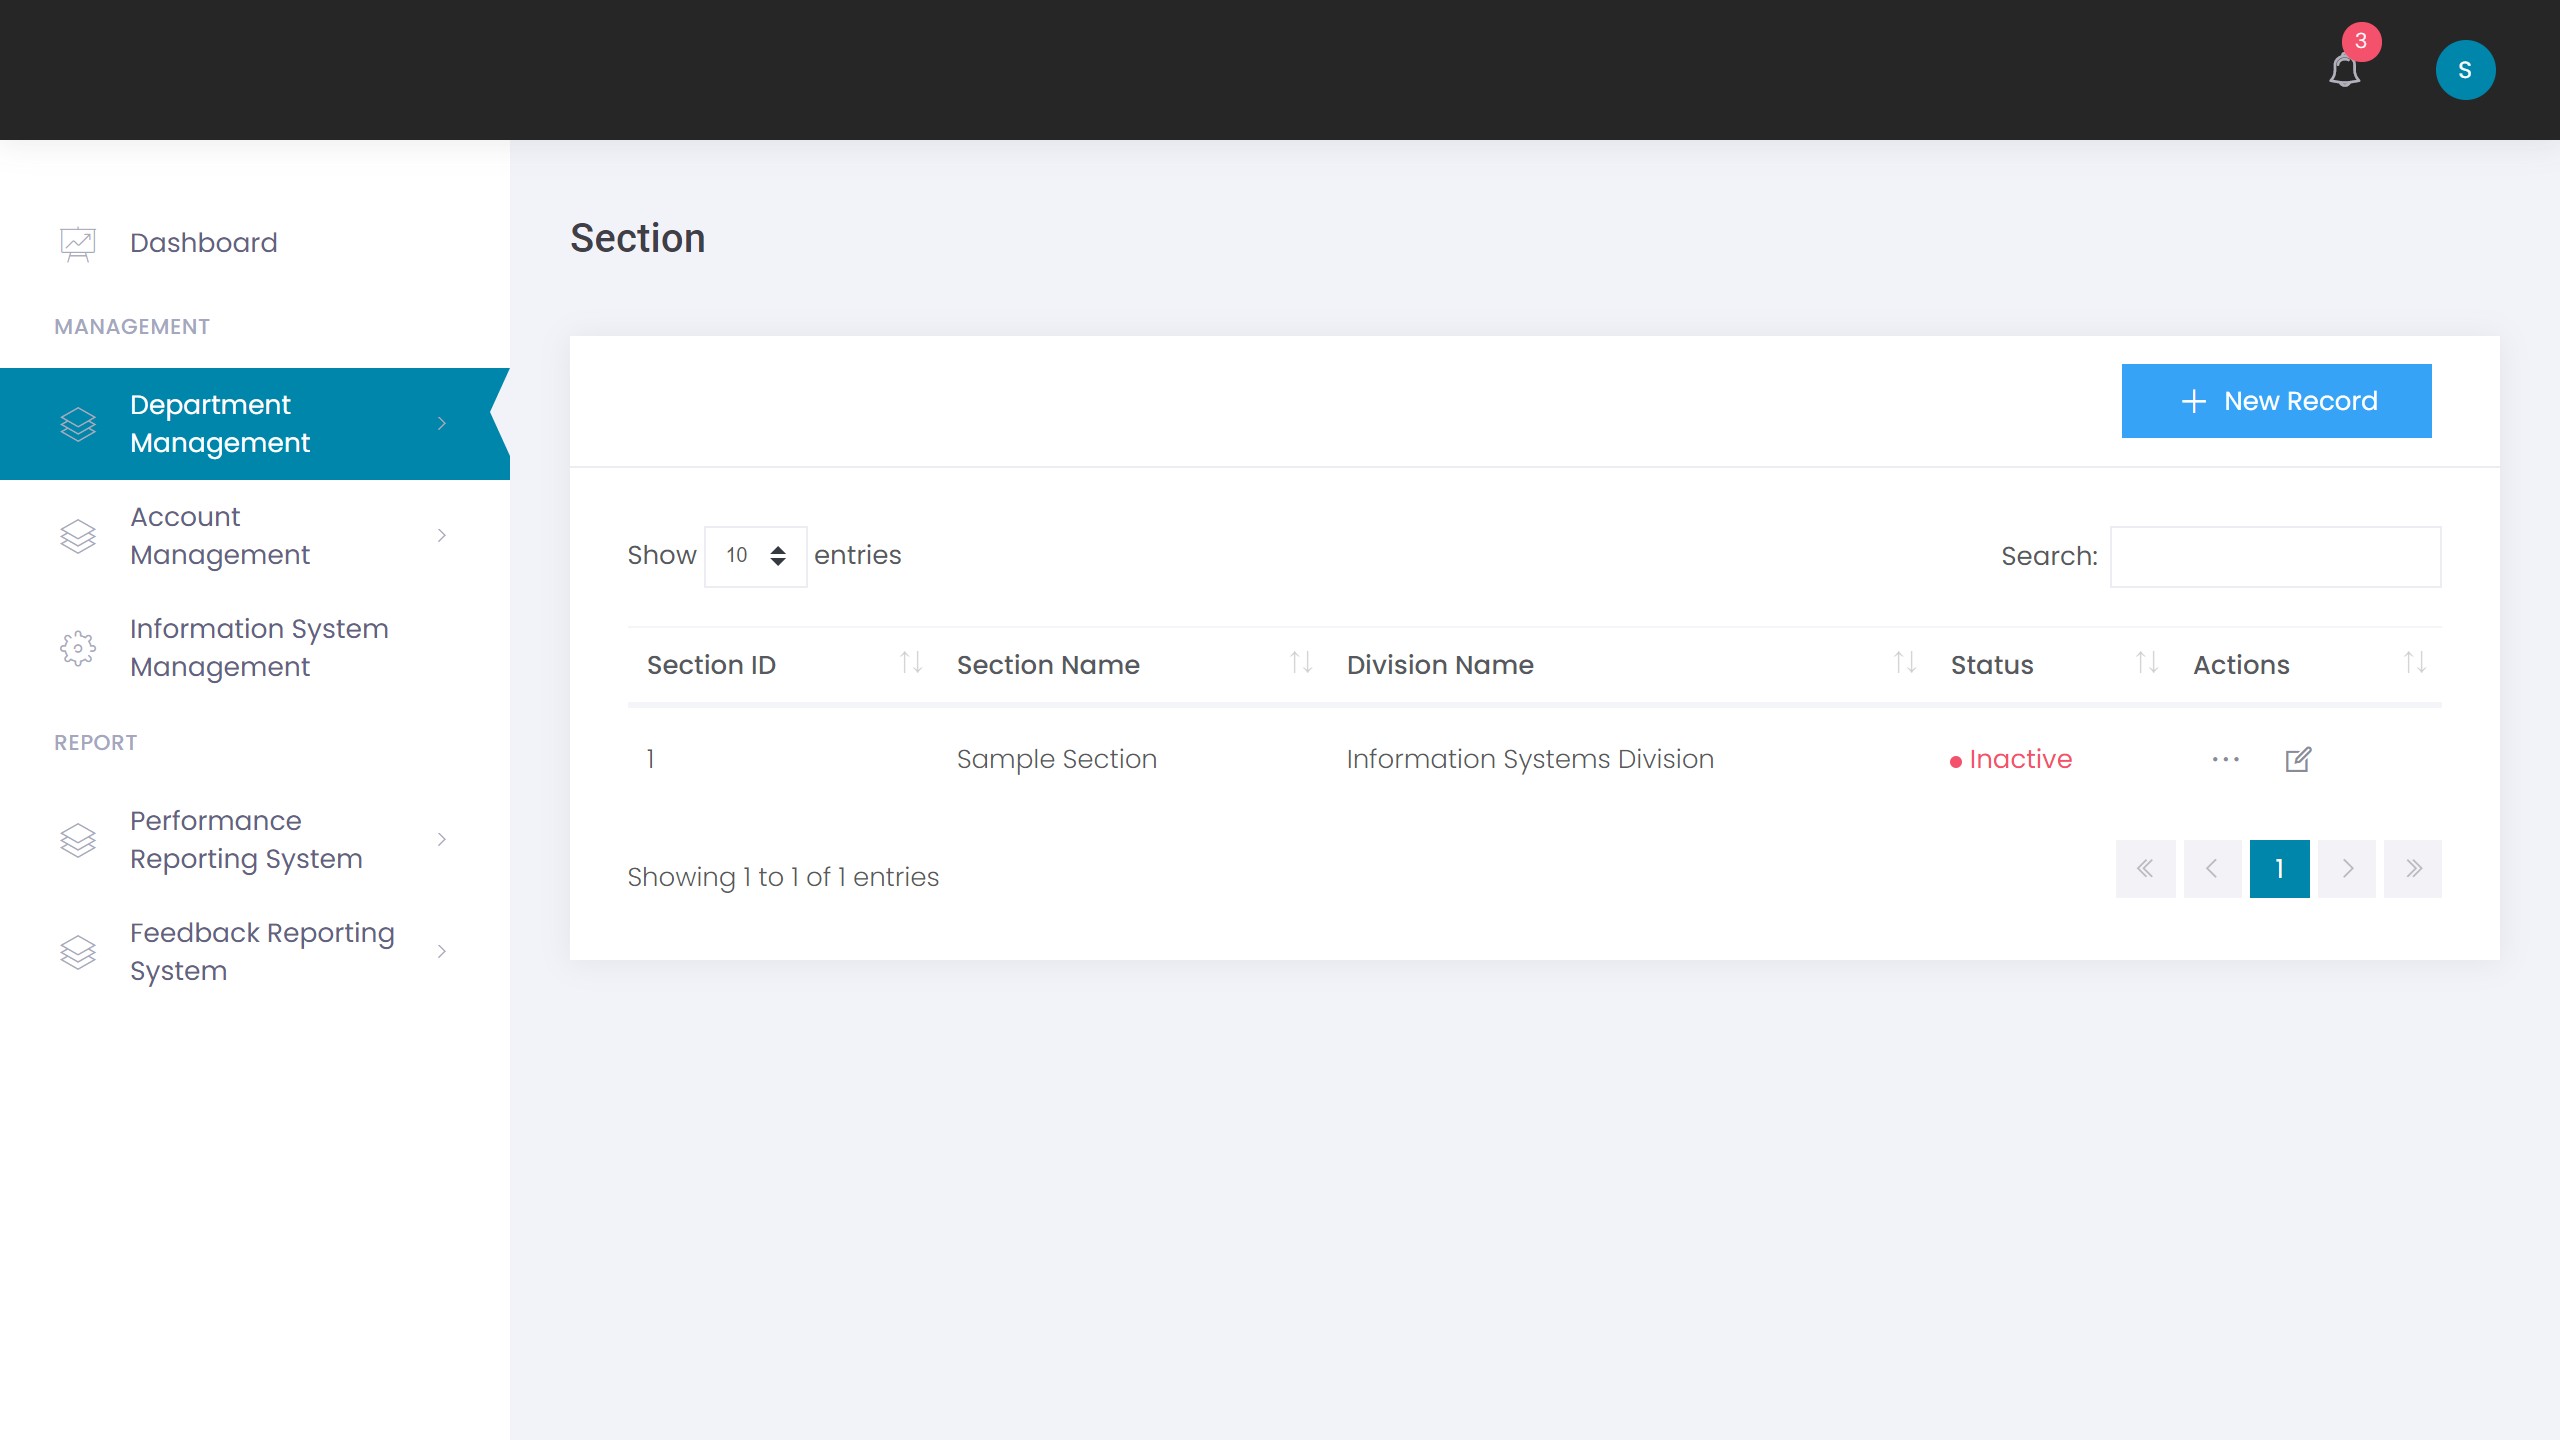 3
S
Dashboard
MANAGEMENT
Department
Management
Account
Management
Information System
Management
REPORT
Performance
Reporting System
Feedback Reporting
System
Section
New Record
Show 10 entries
Search:
Section ID Section Name Division Name Status Actions
1 Sample Section Information Systems Division Inactive
Showing 1 to 1 of 1 entries
1